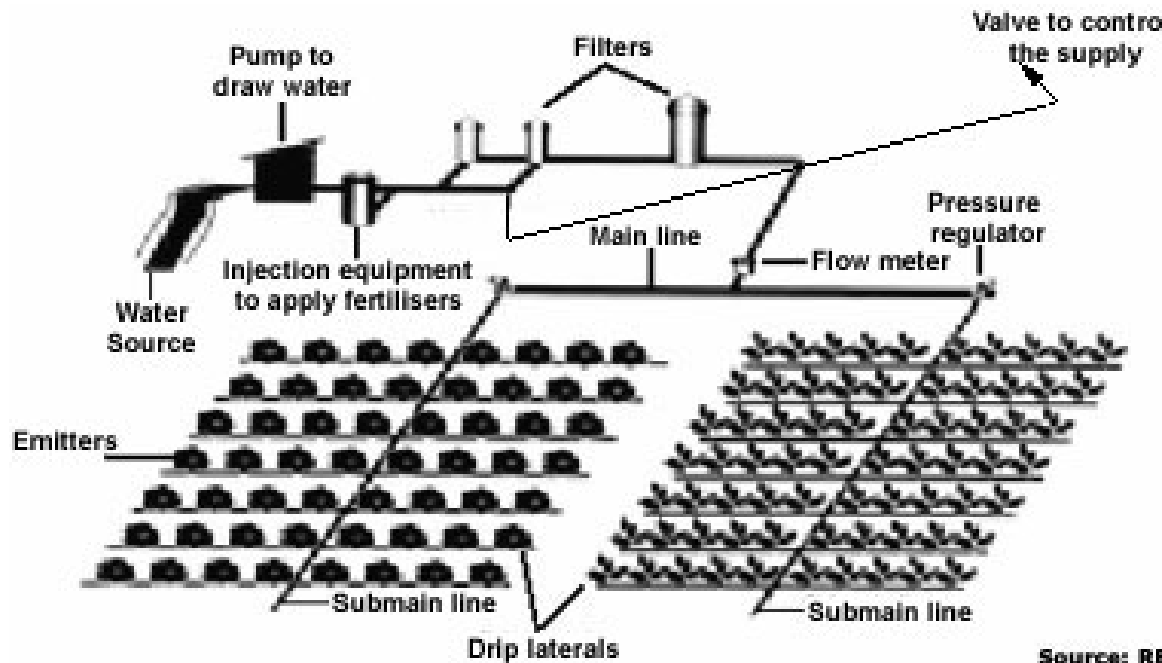 Valve to contro
the supply
Filters
Pump to
draw water
Pressure
regulator
Main line
Flow meter
Injection equipment
to apply fertilisers
Water
Source
Emitters
Submain line
Submain line
Drip laterals
Source: RE